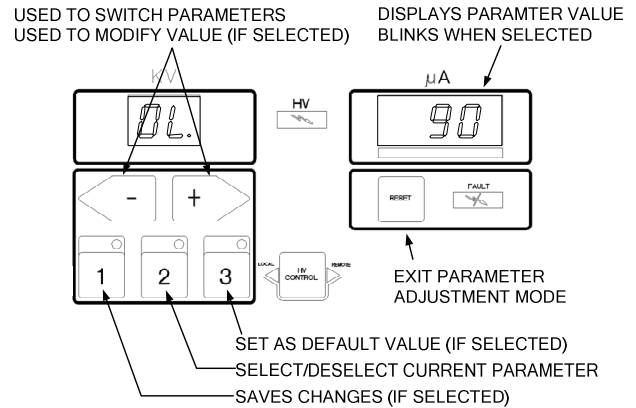 USED TO SWITCH PARAMETERS
USED TO MODIFY VALUE (IF SELECTED)
DISPLAYS PARAMTER VALUE
BLINKS WHEN SELECTED
KV
HV
µA
0L.
90
- +
RESET
FAULT
1 2 3
LOCAL
HV
CONTROL
REMOTE
EXIT PARAMETER
ADJUSTMENT MODE
SET AS DEFAULT VALUE (IF SELECTED)
SELECT/DESELECT CURRENT PARAMETER
SAVES CHANGES (IF SELECTED)